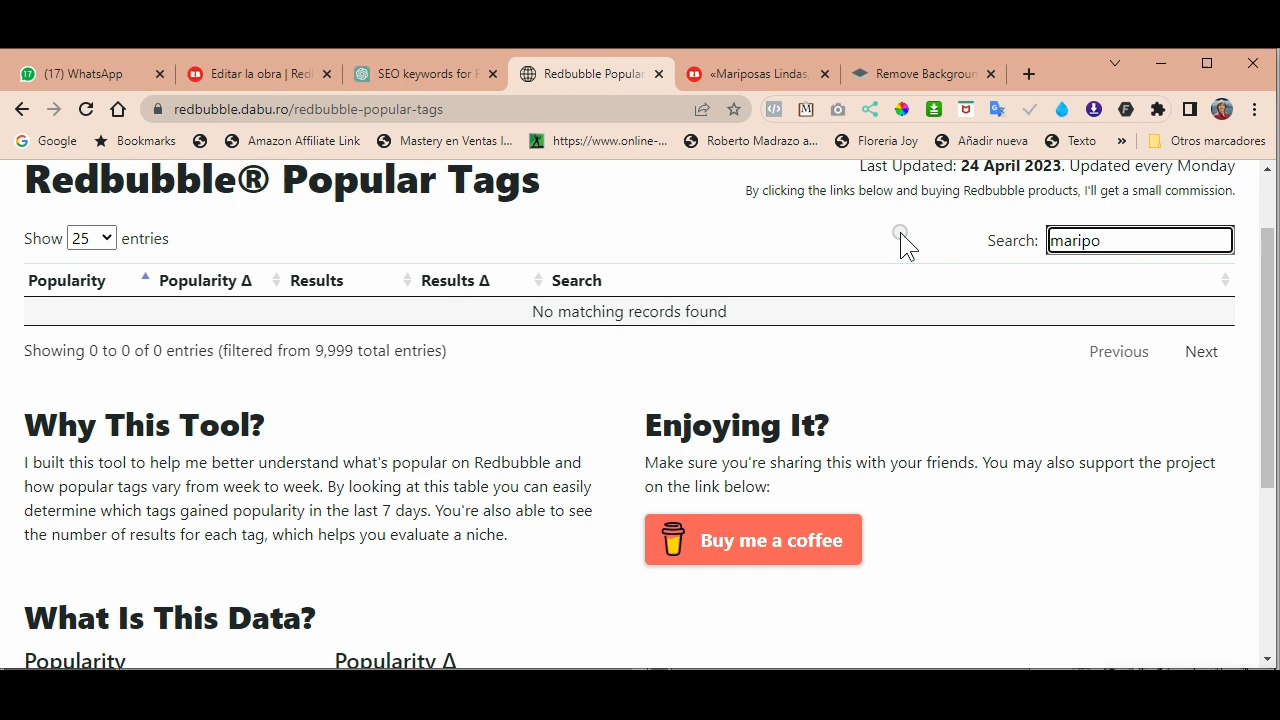 (17) WhatsApp
Editar la obra | Red
SEO keywords for
Redbubble Popular
«Mariposas Lindas,
Remove Backgroun
redbubble.dabu.ro/redbubble-popular-tags
Google
Bookmarks
Amazon Affiliate Link
Mastery en Ventas I...
https://www.online-...
Roberto Madrazo a...
Floreria Joy
Añadir nueva
Texto
»
Otros marcadores
Redbubble® Popular Tags
Last Updated: 24 April 2023. Updated every Monday
By clicking the links below and buying Redbubble products, I'll get a small commission.
Show 25 entries
Search: maripo
Popularity Popularity Δ Results Results Δ Search
No matching records found
Showing 0 to 0 of 0 entries (filtered from 9,999 total entries)
Previous Next
Why This Tool?
I built this tool to help me better understand what's popular on Redbubble and
how popular tags vary from week to week. By looking at this table you can easily
determine which tags gained popularity in the last 7 days. You're also able to see
the number of results for each tag, which helps you evaluate a niche.
Enjoying It?
Make sure you're sharing this with your friends. You may also support the project
on the link below:
Buy me a coffee
What Is This Data?
Popularity
Popularity Δ